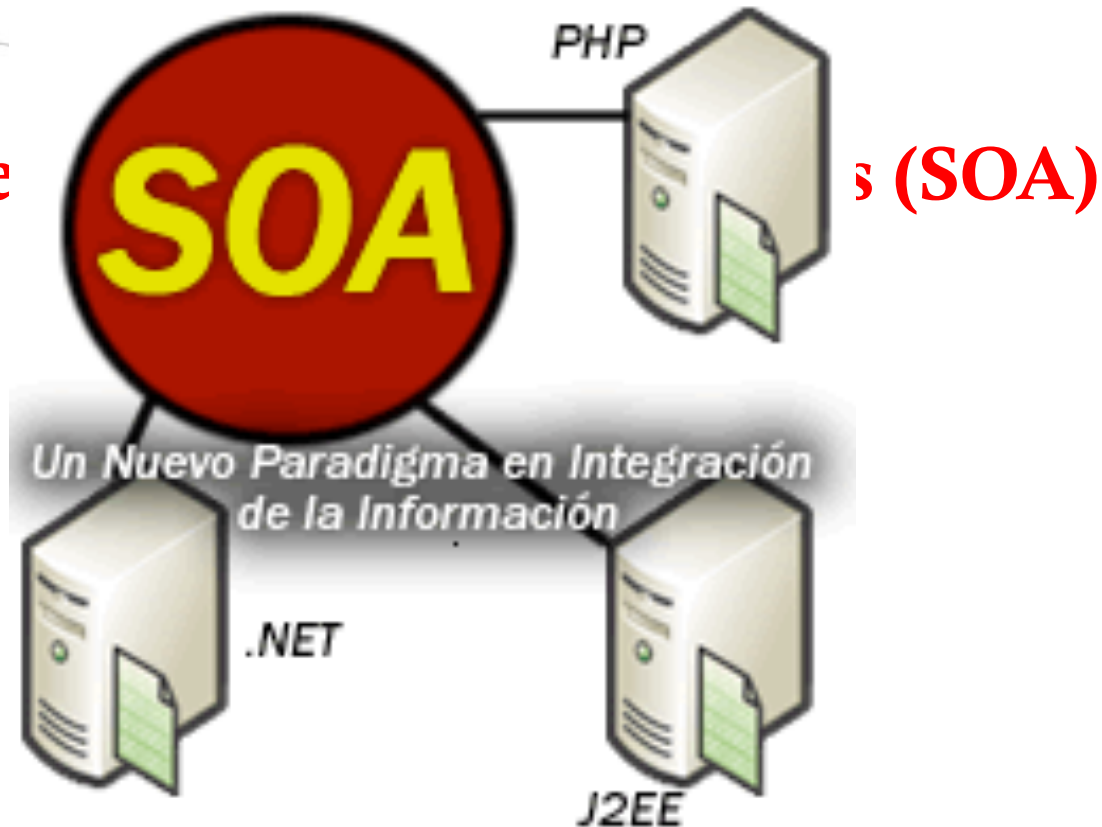 PHP
SOA
s (SOA)
Un Nuevo Paradigma en Integración
de la Información
.NET
J2EE